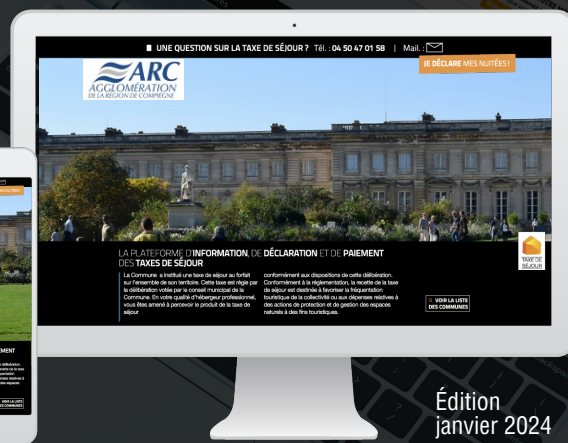 UNE QUESTION SUR LA TAXE DE SÉJOUR ? Tél. : 04 50 47 01 58 | Mail. :
JE DÉCLARE MES NUITÉES !
ARC
AGGLOMÉRATION
DE LA RÉGION DE COMPIÈGNE
LA PLATEFORME D'INFORMATION, DE DÉCLARATION ET DE PAIEMENT
DES TAXES DE SÉJOUR
La Commune a institué une taxe de séjour au forfait
sur l'ensemble de son territoire. Cette taxe est régie par
la délibération votée par le conseil municipal de la
Commune. En votre qualité d'hébergeur professionnel,
vous êtes amené à percevoir le produit de la taxe de
séjour
conformément aux dispositions de cette délibération.
Conformément à la réglementation, la recette de la taxe
de séjour est destinée à favoriser la fréquentation
touristique de la collectivité ou aux dépenses relatives à
des actions de protection et de gestion des espaces
naturels à des fins touristiques.
TAXE DE
SÉJOUR
VOIR LA LISTE
DES COMMUNES
VOIR LA LISTE
DES COMMUNES
Édition
janvier 2024